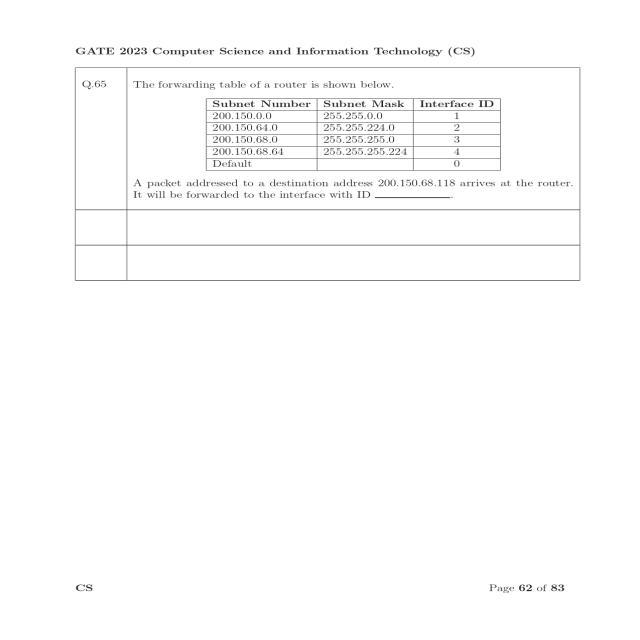 GATE 2023 Computer Science and Information Technology (CS)
Q.65 The forwarding table of a router is shown below.
Subnet Number Subnet Mask Interface ID
200.150.0.0 255.255.0.0 1
200.150.64.0 255.255.224.0 2
200.150.68.0 255.255.255.0 3
200.150.68.64 255.255.255.224 4
Default 0
A packet addressed to a destination address 200.150.68.118 arrives at the router.
It will be forwarded to the interface with ID ________.
CS Page 62 of 83